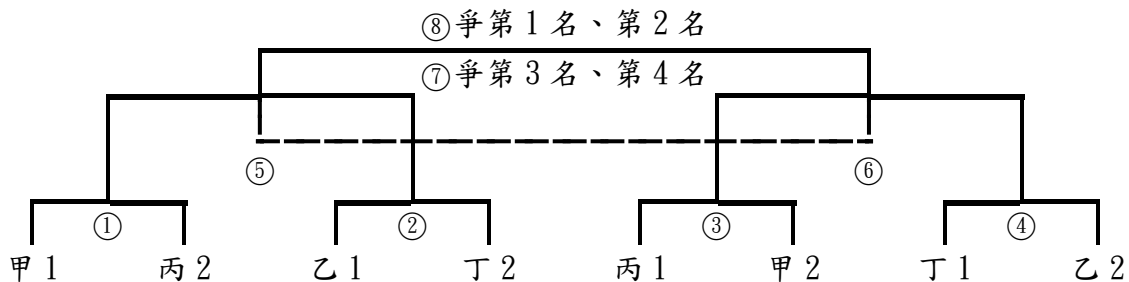 ⑧爭第1名、第2名
⑦爭第3名、第4名
⑤ ⑥
① ② ③ ④
甲1 丙2 乙1 丁2 丙1 甲2 丁1 乙2